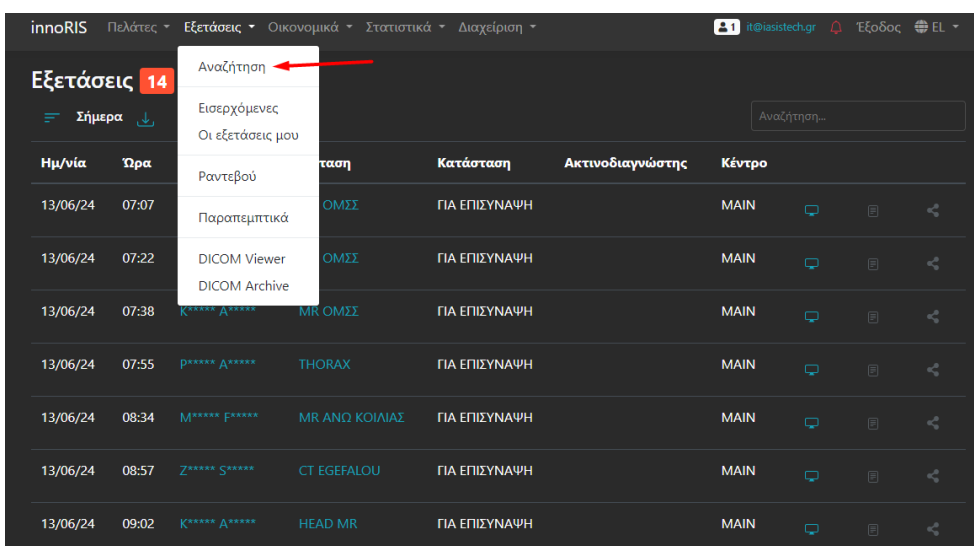 innoRIS Πελάτες Εξετάσεις Οικονομικά Στατιστικά Διαχείριση 1 it@iasistech.gr Έξοδος EL
Αναζήτηση
Εισερχόμενες
Οι εξετάσεις μου
Ραντεβού
Παραπεμπτικά
DICOM Viewer
DICOM Archive
Εξετάσεις 14
Σήμερα Αναζήτηση...
Ημ/νία Ώρα ταση Κατάσταση Ακτινοδιαγνώστης Κέντρο
13/06/24 07:07 ΟΜΣΣ ΓΙΑ ΕΠΙΣΥΝΑΨΗ MAIN
13/06/24 07:22 ΟΜΣΣ ΓΙΑ ΕΠΙΣΥΝΑΨΗ MAIN
13/06/24 07:38 K***** A***** MR ΟΜΣΣ ΓΙΑ ΕΠΙΣΥΝΑΨΗ MAIN
13/06/24 07:55 P***** A***** THORAX ΓΙΑ ΕΠΙΣΥΝΑΨΗ MAIN
13/06/24 08:34 M***** F***** MR ΑΝΩ ΚΟΙΛΙΑΣ ΓΙΑ ΕΠΙΣΥΝΑΨΗ MAIN
13/06/24 08:57 Z***** S***** CT EGEFALOU ΓΙΑ ΕΠΙΣΥΝΑΨΗ MAIN
13/06/24 09:02 K***** A***** HEAD MR ΓΙΑ ΕΠΙΣΥΝΑΨΗ MAIN